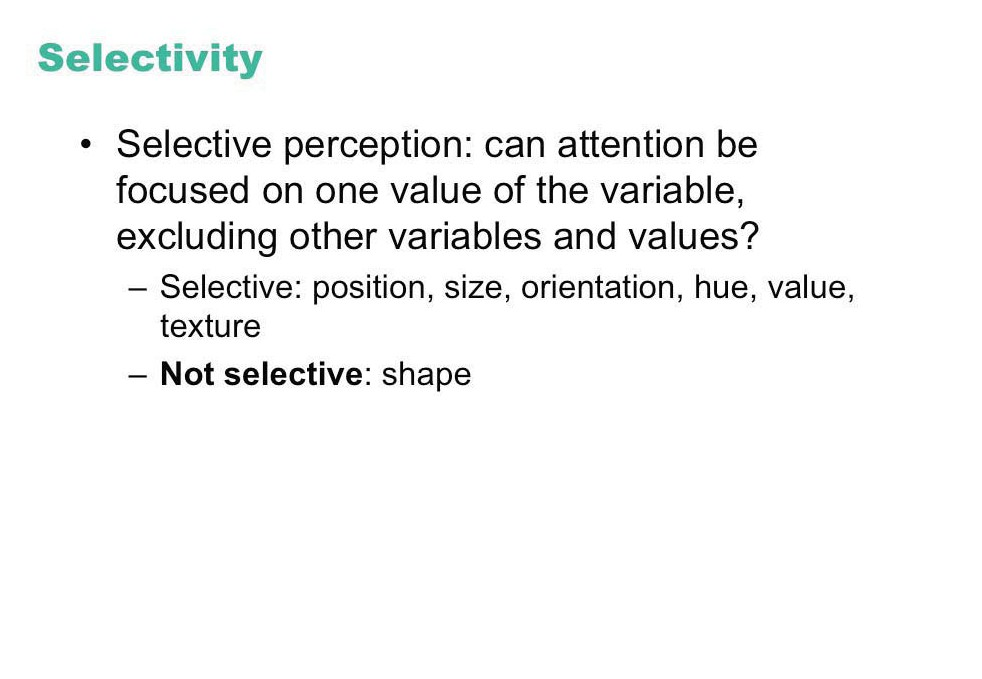 Selectivity
• Selective perception: can attention be
focused on one value of the variable,
excluding other variables and values?
– Selective: position, size, orientation, hue, value,
texture
– Not selective: shape